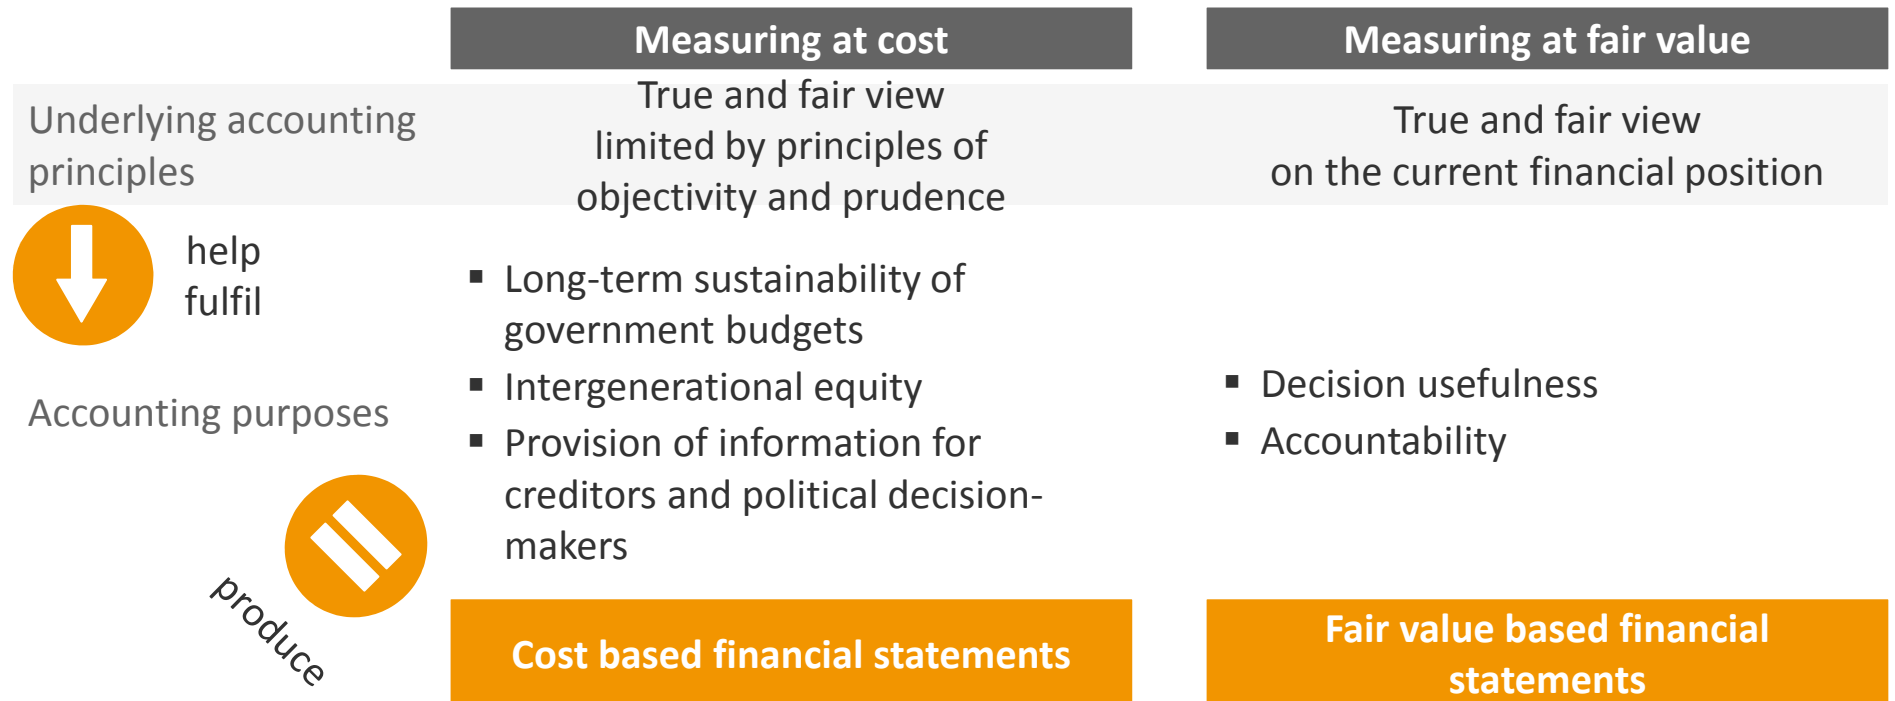 Measuring at cost
Measuring at fair value
Underlying accounting
principles
True and fair view
limited by principles of
objectivity and prudence
True and fair view
on the current financial position
help
fulfil
Accounting purposes
▪ Long-term sustainability of
government budgets
▪ Intergenerational equity
▪ Provision of information for
creditors and political decision-
makers
▪ Decision usefulness
▪ Accountability
produce
Cost based financial statements
Fair value based financial
statements